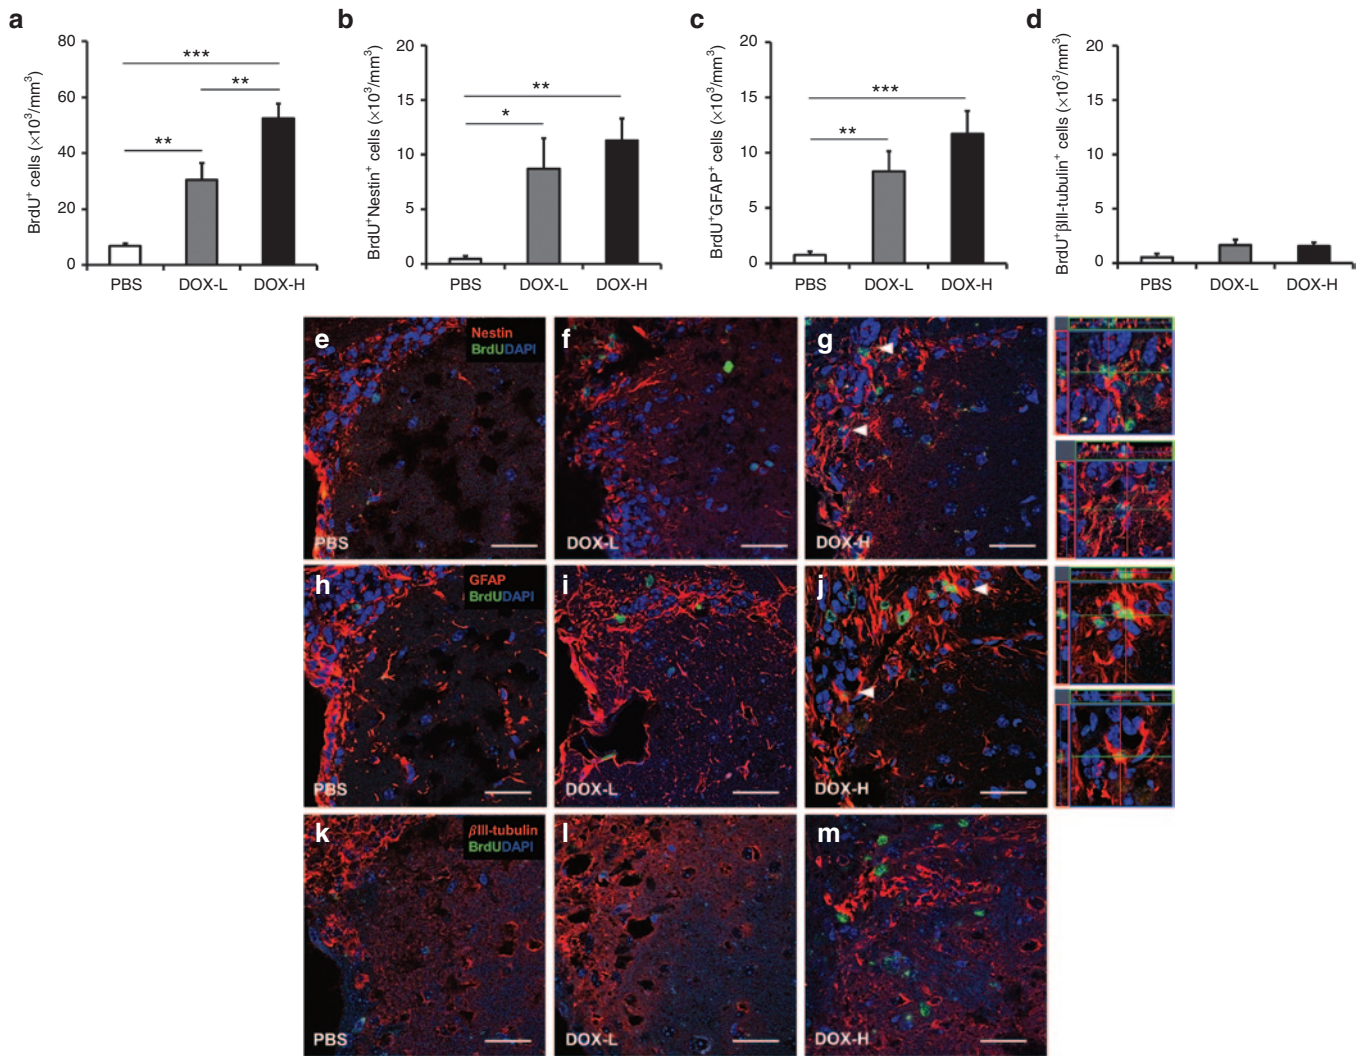 a
b
c
d
BrdU⁺ cells (×10³/mm³)
80
60
40
20
0
***
**
**
PBS DOX-L DOX-H
BrdU⁺Nestin⁺ cells (×10³/mm³)
20
15
10
5
0
**
*
PBS DOX-L DOX-H
BrdU⁺GFAP⁺ cells (×10³/mm³)
20
15
10
5
0
***
**
PBS DOX-L DOX-H
BrdU⁺βIII-tubulin⁺ cells (×10³/mm³)
20
15
10
5
0
PBS DOX-L DOX-H
e
Nestin
BrdUDAPI
PBS
f
DOX-L
g
DOX-H
h
GFAP
BrdUDAPI
PBS
i
DOX-L
j
DOX-H
k
βIII-tubulin
BrdUDAPI
PBS
l
DOX-L
m
DOX-H